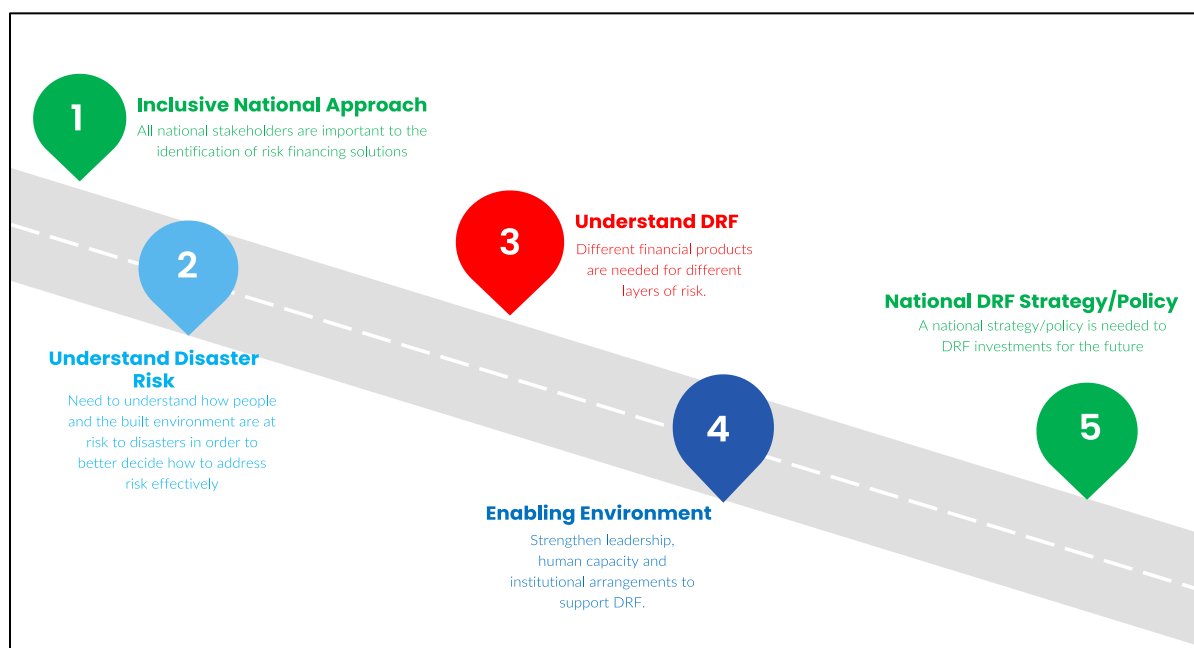 1
Inclusive National Approach
All national stakeholders are important to the
identification of risk financing solutions
2
Understand Disaster
Risk
Need to understand how people
and the built environment are at
risk to disasters in order to
better decide how to address
risk effectively
3
Understand DRF
Different financial products
are needed for different
layers of risk.
4
Enabling Environment
Strengthen leadership,
human capacity and
institutional arrangements to
support DRF.
National DRF Strategy/Policy
A national strategy/policy is needed to
DRF investments for the future
5